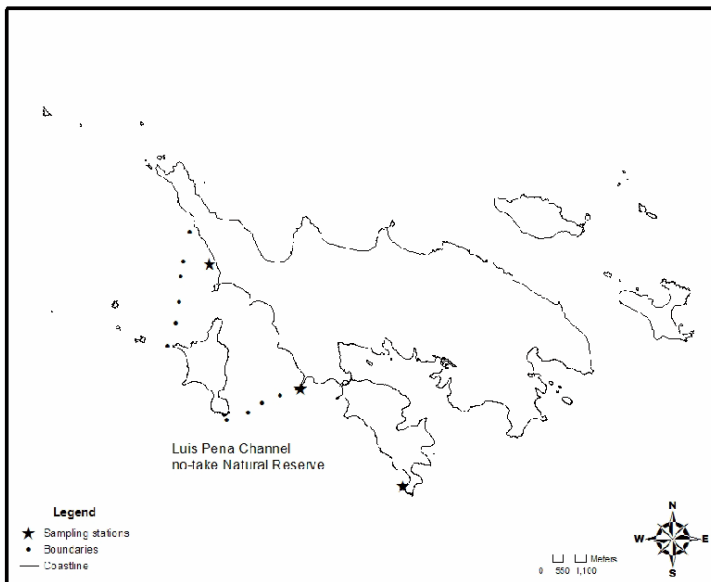 Luis Pena Channel
no-take Natural Reserve
Legend
Sampling stations
Boundaries
Coastline
N
W E
S
Meters
0 550 1,100